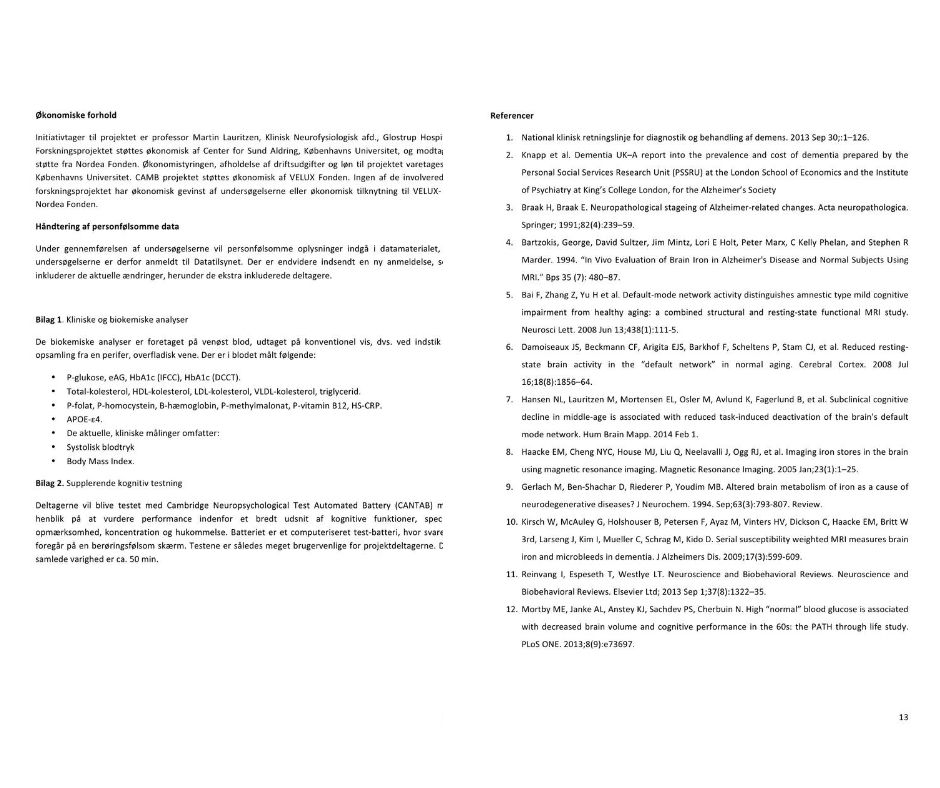 Økonomiske forhold
Initiativtager til projektet er professor Martin Lauritzen, Klinisk Neurofysiologisk afd., Glostrup Hospi
Forskningsprojektet støttes økonomisk af Center for Sund Aldring, Københavns Universitet, og modta
støtte fra Nordea Fonden. Økonomistyringen, afholdelse af driftsudgifter og løn til projektet varetages
Københavns Universitet. CAMB projektet støttes økonomisk af VELUX Fonden. Ingen af de involvered
forskningsprojektet har økonomisk gevinst af undersøgelserne eller økonomisk tilknytning til VELUX-
Nordea Fonden.
Håndtering af personfølsomme data
Under gennemførelsen af undersøgelserne vil personfølsomme oplysninger indgå i datamaterialet,
undersøgelserne er derfor anmeldt til Datatilsynet. Der er endvidere indsendt en ny anmeldelse, s
inkluderer de aktuelle ændringer, herunder de ekstra inkluderede deltagere.
Bilag 1. Kliniske og biokemiske analyser
De biokemiske analyser er foretaget på venøst blod, udtaget på konventionel vis, dvs. ved indstik
opsamling fra en perifer, overfladisk vene. Der er i blodet målt følgende:
• P-glukose, eAG, HbA1c (IFCC), HbA1c (DCCT).
• Total-kolesterol, HDL-kolesterol, LDL-kolesterol, VLDL-kolesterol, triglycerid.
• P-folat, P-homocystein, B-hæmoglobin, P-methylmalonat, P-vitamin B12, HS-CRP.
• APOE-ε4.
• De aktuelle, kliniske målinger omfatter:
• Systolisk blodtryk
• Body Mass Index.
Bilag 2. Supplerende kognitiv testning
Deltagerne vil blive testet med Cambridge Neuropsychological Test Automated Battery (CANTAB) m
henblik på at vurdere performance indenfor et bredt udsnit af kognitive funktioner, spec
opmærksomhed, koncentration og hukommelse. Batteriet er et computeriseret test-batteri, hvor svare
foregår på en berøringsfølsom skærm. Testene er således meget brugervenlige for projektdeltagerne. D
samlede varighed er ca. 50 min.
Referencer
1. National klinisk retningslinje for diagnostik og behandling af demens. 2013 Sep 30;:1–126.
2. Knapp et al. Dementia UK–A report into the prevalence and cost of dementia prepared by the
Personal Social Services Research Unit (PSSRU) at the London School of Economics and the Institute
of Psychiatry at King's College London, for the Alzheimer's Society
3. Braak H, Braak E. Neuropathological stageing of Alzheimer-related changes. Acta neuropathologica.
Springer; 1991;82(4):239–59.
4. Bartzokis, George, David Sultzer, Jim Mintz, Lori E Holt, Peter Marx, C Kelly Phelan, and Stephen R
Marder. 1994. “In Vivo Evaluation of Brain Iron in Alzheimer's Disease and Normal Subjects Using
MRI.” Bps 35 (7): 480–87.
5. Bai F, Zhang Z, Yu H et al. Default-mode network activity distinguishes amnestic type mild cognitive
impairment from healthy aging: a combined structural and resting-state functional MRI study.
Neurosci Lett. 2008 Jun 13;438(1):111-5.
6. Damoiseaux JS, Beckmann CF, Arigita EJS, Barkhof F, Scheltens P, Stam CJ, et al. Reduced resting-
state brain activity in the “default network” in normal aging. Cerebral Cortex. 2008 Jul
16;18(8):1856–64.
7. Hansen NL, Lauritzen M, Mortensen EL, Osler M, Avlund K, Fagerlund B, et al. Subclinical cognitive
decline in middle-age is associated with reduced task-induced deactivation of the brain's default
mode network. Hum Brain Mapp. 2014 Feb 1.
8. Haacke EM, Cheng NYC, House MJ, Liu Q, Neelavalli J, Ogg RJ, et al. Imaging iron stores in the brain
using magnetic resonance imaging. Magnetic Resonance Imaging. 2005 Jan;23(1):1–25.
9. Gerlach M, Ben-Shachar D, Riederer P, Youdim MB. Altered brain metabolism of iron as a cause of
neurodegenerative diseases? J Neurochem. 1994. Sep;63(3):793-807. Review.
10. Kirsch W, McAuley G, Holshouser B, Petersen F, Ayaz M, Vinters HV, Dickson C, Haacke EM, Britt W
3rd, Larseng J, Kim I, Mueller C, Schrag M, Kido D. Serial susceptibility weighted MRI measures brain
iron and microbleeds in dementia. J Alzheimers Dis. 2009;17(3):599-609.
11. Reinvang I, Espeseth T, Westlye LT. Neuroscience and Biobehavioral Reviews. Neuroscience and
Biobehavioral Reviews. Elsevier Ltd; 2013 Sep 1;37(8):1322–35.
12. Mortby ME, Janke AL, Anstey KJ, Sachdev PS, Cherbuin N. High “normal” blood glucose is associated
with decreased brain volume and cognitive performance in the 60s: the PATH through life study.
PLoS ONE. 2013;8(9):e73697.
13